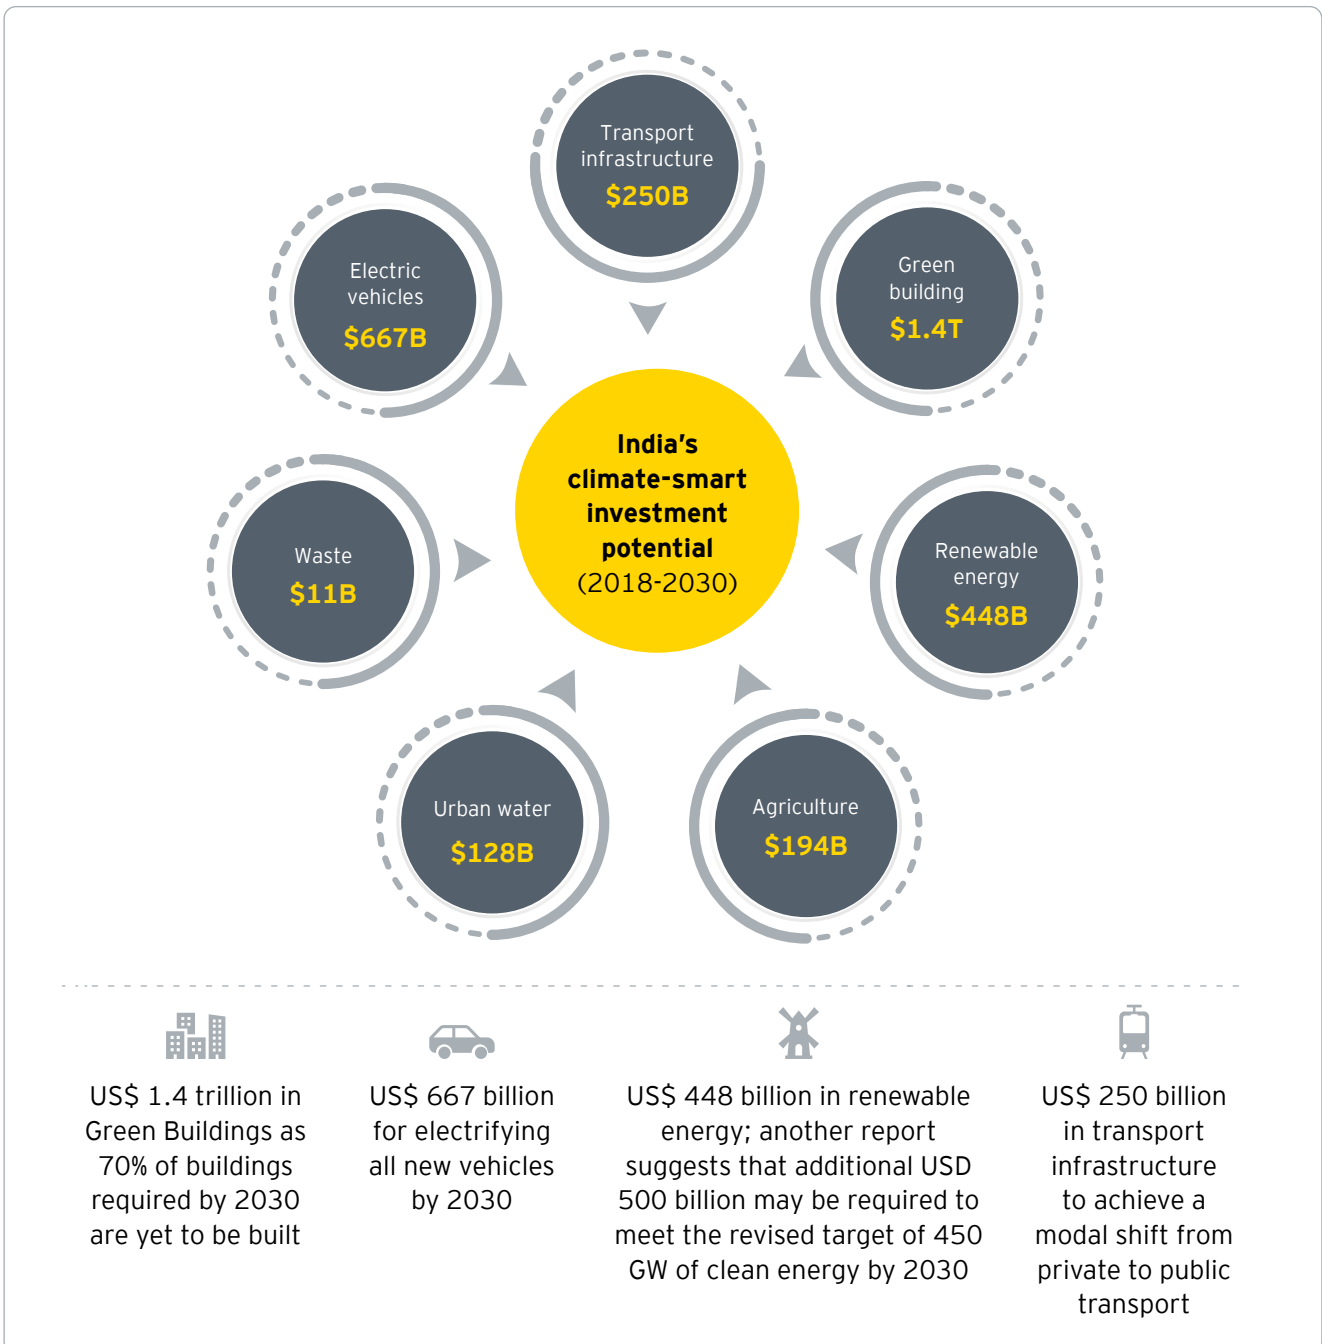 Transport
infrastructure
$250B
Electric
vehicles
$667B
Green
building
$1.4T
India's
climate-smart
investment
potential
(2018-2030)
Waste
$11B
Renewable
energy
$448B
Urban water
$128B
Agriculture
$194B
US$ 1.4 trillion in
Green Buildings as
70% of buildings
required by 2030
are yet to be built
US$ 667 billion
for electrifying
all new vehicles
by 2030
US$ 448 billion in renewable
energy; another report
suggests that additional USD
500 billion may be required to
meet the revised target of 450
GW of clean energy by 2030
US$ 250 billion
in transport
infrastructure
to achieve a
modal shift from
private to public
transport